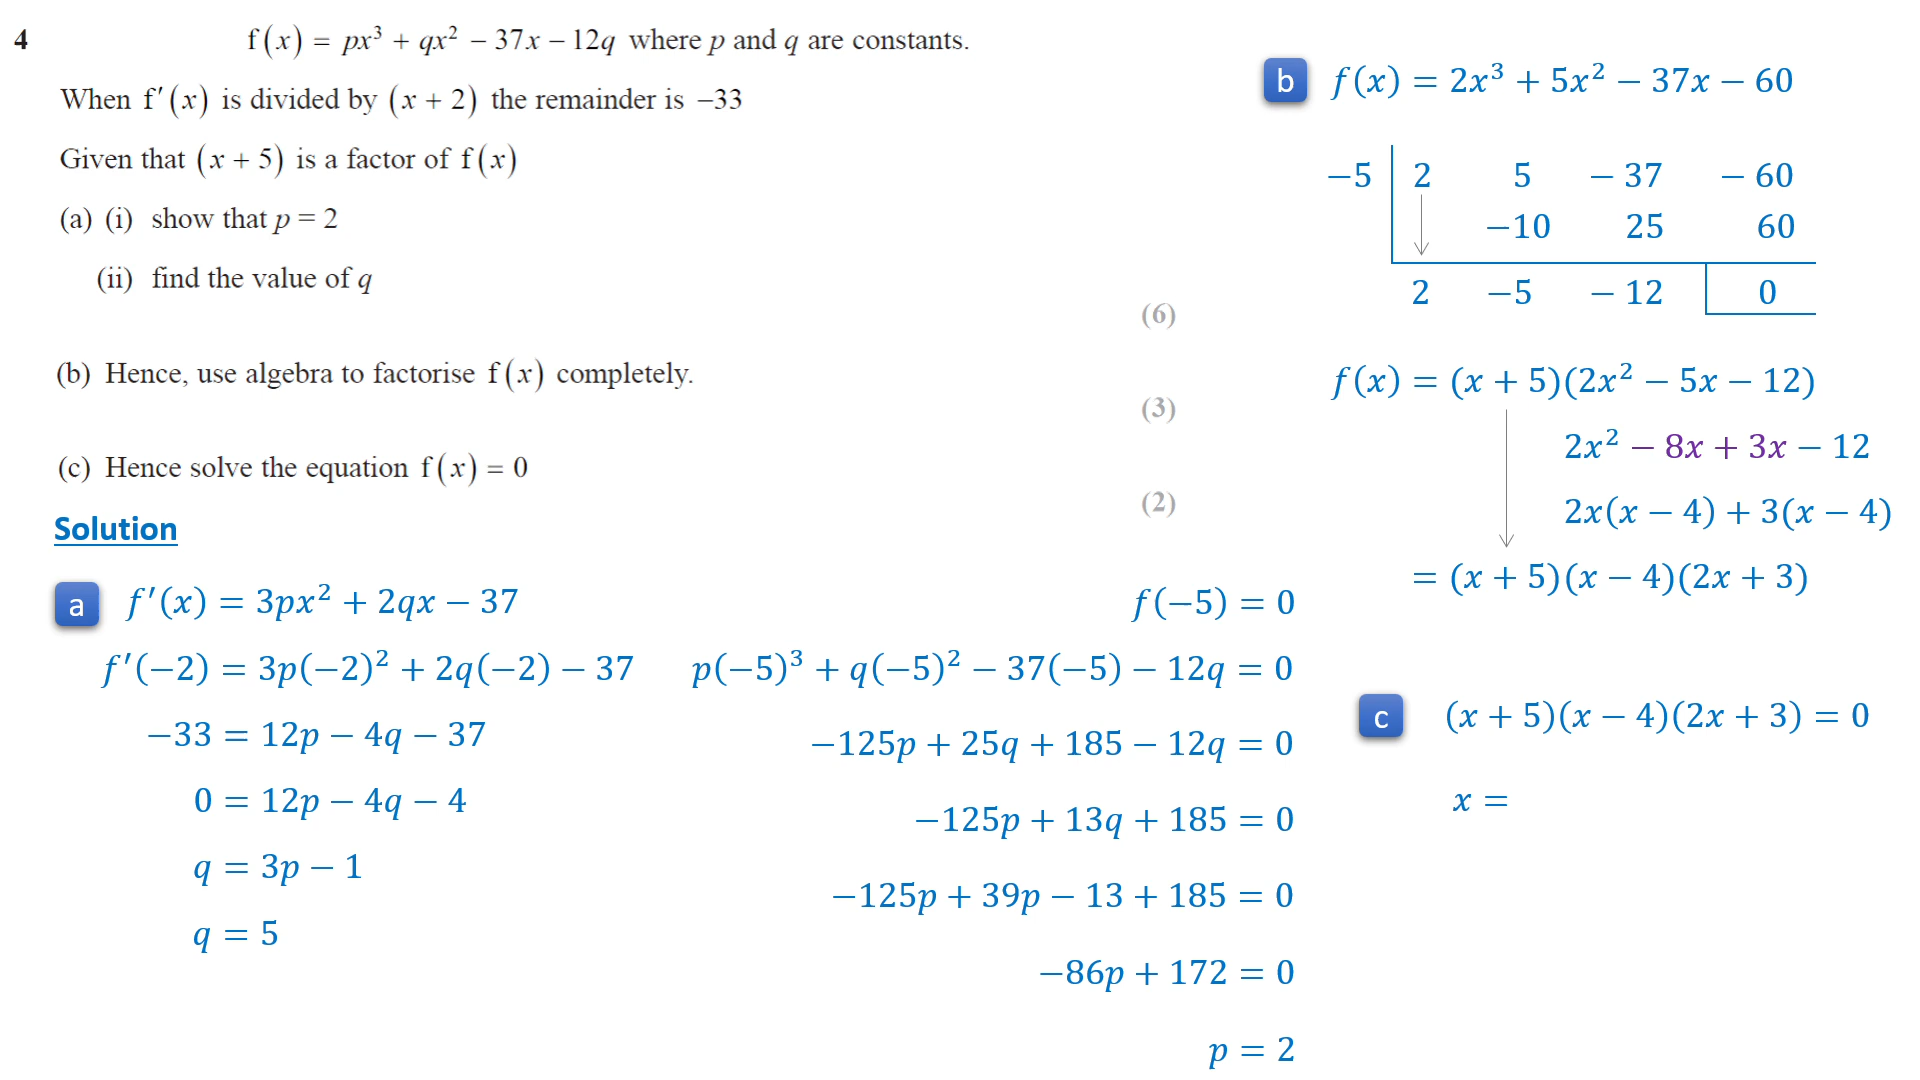 4 f(x) = px³ + qx² − 37x − 12q where p and q are constants.
When f′(x) is divided by (x + 2) the remainder is −33
Given that (x + 5) is a factor of f(x)
(a) (i) show that p = 2
(ii) find the value of q
(6)
(b) Hence, use algebra to factorise f(x) completely.
(3)
(c) Hence solve the equation f(x) = 0
(2)
Solution
a f′(x) = 3px² + 2qx − 37
f′(−2) = 3p(−2)² + 2q(−2) − 37
−33 = 12p − 4q − 37
0 = 12p − 4q − 4
q = 3p − 1
q = 5
f(−5) = 0
p(−5)³ + q(−5)² − 37(−5) − 12q = 0
−125p + 25q + 185 − 12q = 0
−125p + 13q + 185 = 0
−125p + 39p − 13 + 185 = 0
−86p + 172 = 0
p = 2
b f(x) = 2x³ + 5x² − 37x − 60
−5 2 5 − 37 − 60
−10 25 60
2 −5 − 12 0
f(x) = (x + 5)(2x² − 5x − 12)
2x² − 8x + 3x − 12
2x(x − 4) + 3(x − 4)
= (x + 5)(x − 4)(2x + 3)
c (x + 5)(x − 4)(2x + 3) = 0
x =